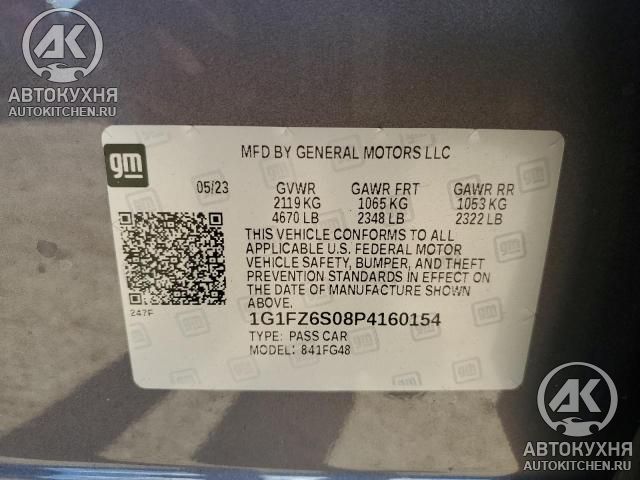 АК
АВТОКУХНЯ
AUTOKITCHEN.RU
gm
MFD BY GENERAL MOTORS LLC
05/23 GVWR GAWR FRT GAWR RR
2119 KG 1065 KG 1053 KG
4670 LB 2348 LB 2322 LB
THIS VEHICLE CONFORMS TO ALL
APPLICABLE U.S. FEDERAL MOTOR
VEHICLE SAFETY, BUMPER, AND THEFT
PREVENTION STANDARDS IN EFFECT ON
THE DATE OF MANUFACTURE SHOWN
ABOVE.
247F
1G1FZ6S08P4160154
TYPE: PASS CAR
MODEL: 841FG48
АК
АВТОКУХНЯ
AUTOKITCHEN.RU